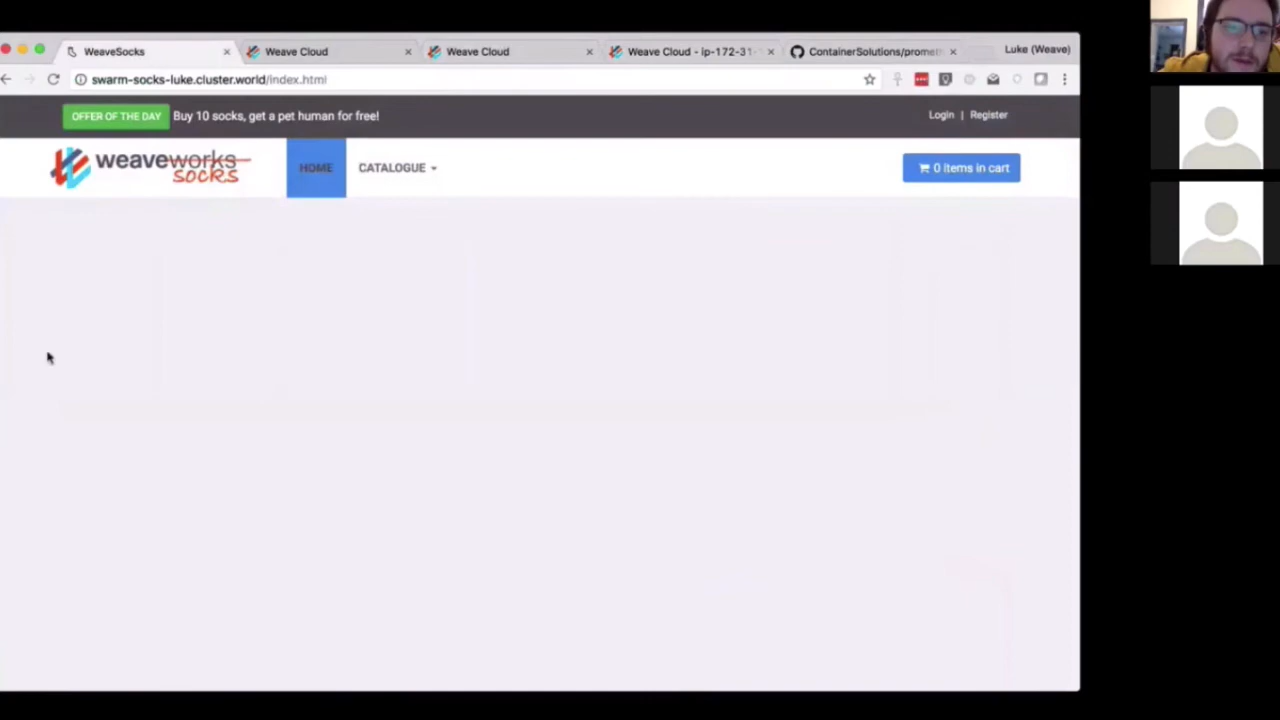 WeaveSocks
Weave Cloud
Weave Cloud
Weave Cloud - ip-172-31-
ContainerSolutions/prome
Luke (Weave)
swarm-socks-luke.cluster.world/index.html
OFFER OF THE DAY Buy 10 socks, get a pet human for free!
Login | Register
weaveworks
socks
HOME
CATALOGUE
0 items in cart